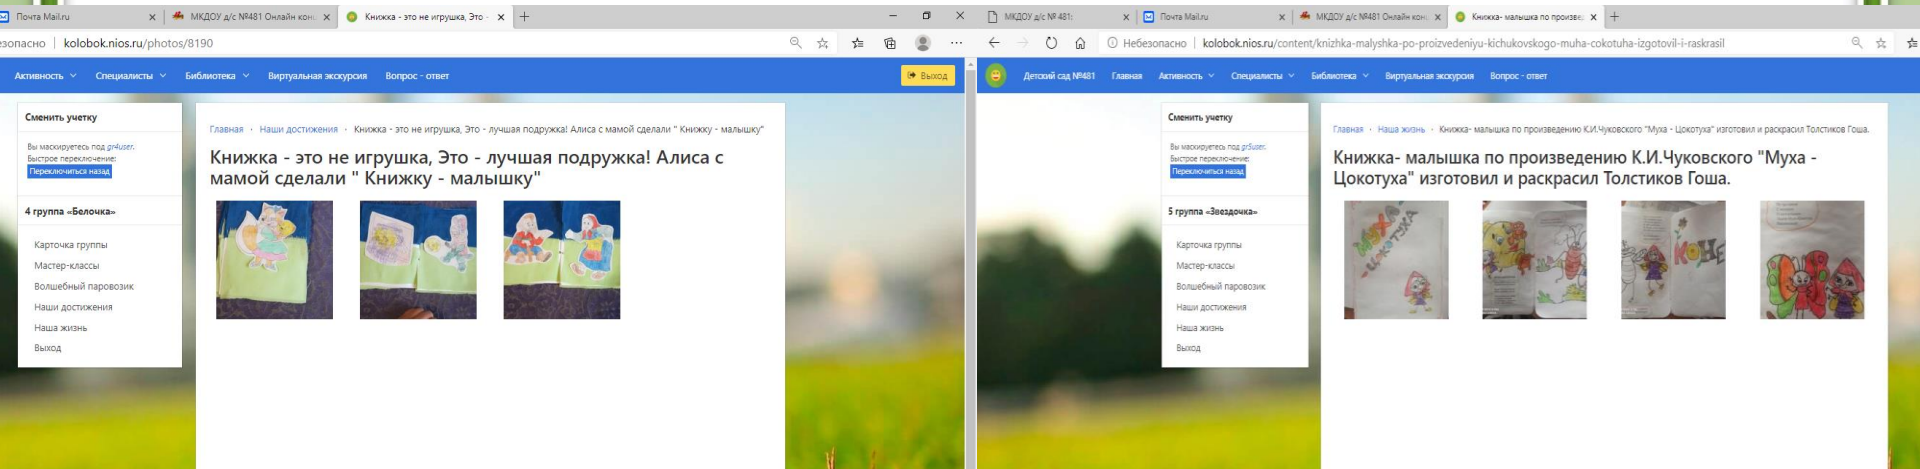 Почта Mail.ru
МКДОУ д/с №481 Онлайн конк
Книжка - это не игрушка, Это -
езопасно | kolobok.nios.ru/photos/8190
Активность
Специалисты
Библиотека
Виртуальная экскурсия
Вопрос - ответ
Выход
Сменить учетку
Вы маскируетесь под gr4user.
Быстрое переключение:
Переключиться назад
4 группа «Белочка»
Карточка группы
Мастер-классы
Волшебный паровозик
Наши достижения
Наша жизнь
Выход
Главная · Наши достижения · Книжка - это не игрушка, Это - лучшая подружка! Алиса с мамой сделали " Книжку - малышку"
Книжка - это не игрушка, Это - лучшая подружка! Алиса с
мамой сделали " Книжку - малышку"
МКДОУ д/с № 481:
Почта Mail.ru
МКДОУ д/с №481 Онлайн конк
Книжка- малышка по произве
Небезопасно | kolobok.nios.ru/content/knizhka-malyshka-po-proizvedeniyu-kichukovskogo-muha-cokotuha-izgotovil-i-raskrasil
Детский сад №481
Главная
Активность
Специалисты
Библиотека
Виртуальная экскурсия
Вопрос - ответ
Сменить учетку
Вы маскируетесь под gr5user.
Быстрое переключение:
Переключиться назад
5 группа «Звездочка»
Карточка группы
Мастер-классы
Волшебный паровозик
Наши достижения
Наша жизнь
Выход
Главная · Наша жизнь · Книжка- малышка по произведению К.И.Чуковского "Муха - Цокотуха" изготовил и раскрасил Толстиков Гоша.
Книжка- малышка по произведению К.И.Чуковского "Муха -
Цокотуха" изготовил и раскрасил Толстиков Гоша.
МУХА
-ЦОКОТУХА
КОНЕ